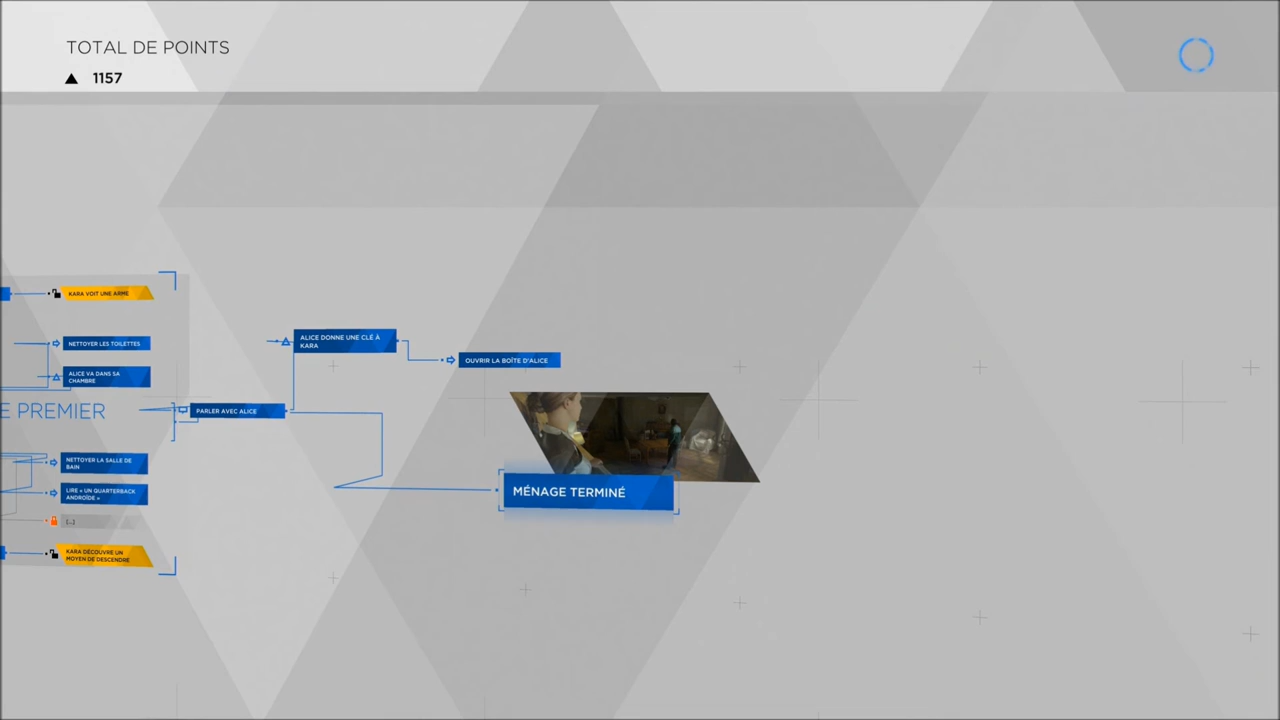 TOTAL DE POINTS
1157
KARA VOIT UNE ARME
NETTOYER LES TOILETTES
ALICE VA DANS SA
CHAMBRE
E PREMIER
NETTOYER LA SALLE DE
BAIN
LIRE « UN QUARTERBACK
ANDROÏDE »
[...]
KARA DÉCOUVRE UN
MOYEN DE DESCENDRE
PARLER AVEC ALICE
ALICE DONNE UNE CLÉ À
KARA
OUVRIR LA BOÎTE D'ALICE
MÉNAGE TERMINÉ